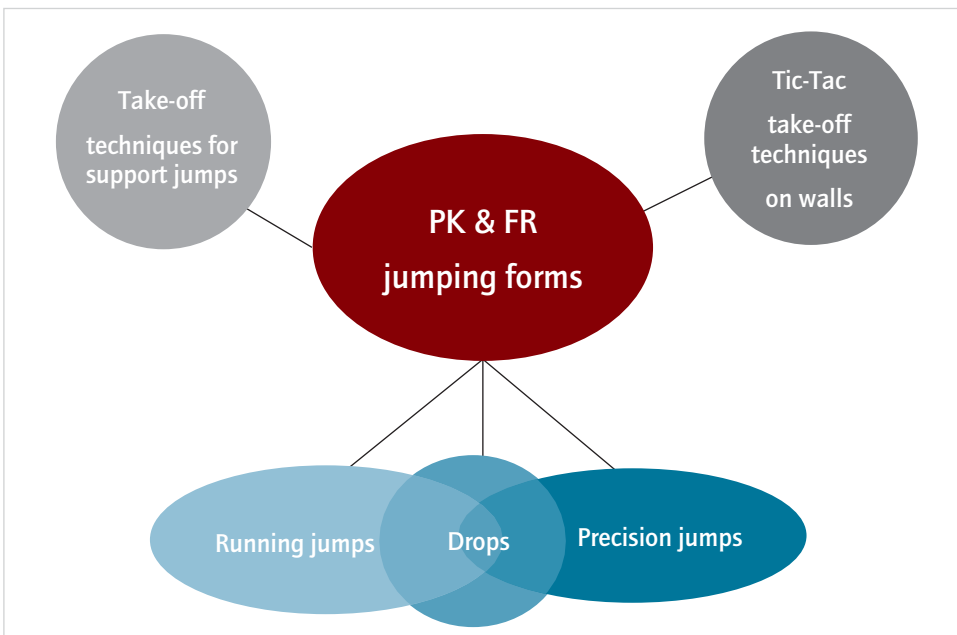 Take-off
techniques for
support jumps
Tic-Tac
take-off
techniques
on walls
PK & FR
jumping forms
Running jumps
Drops
Precision jumps